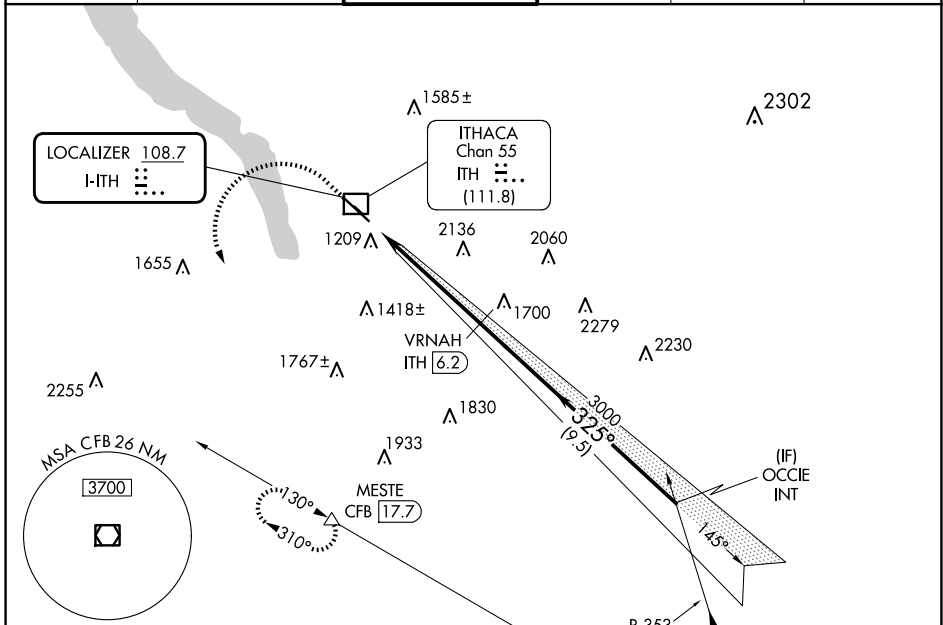 1585±
2302
LOCALIZER 108.7
I-ITH
ITHACA
Chan 55
ITH
(111.8)
1209
2136
2060
1655
1418±
1700
2279
VRNAH
ITH 6.2
2230
1767±
2255
1830
3000
325°
(9.5)
1933
MSA CFB 26 NM
3700
(IF)
OCCIE
INT
MESTE
CFB 17.7
130°
310°
145°
R-353